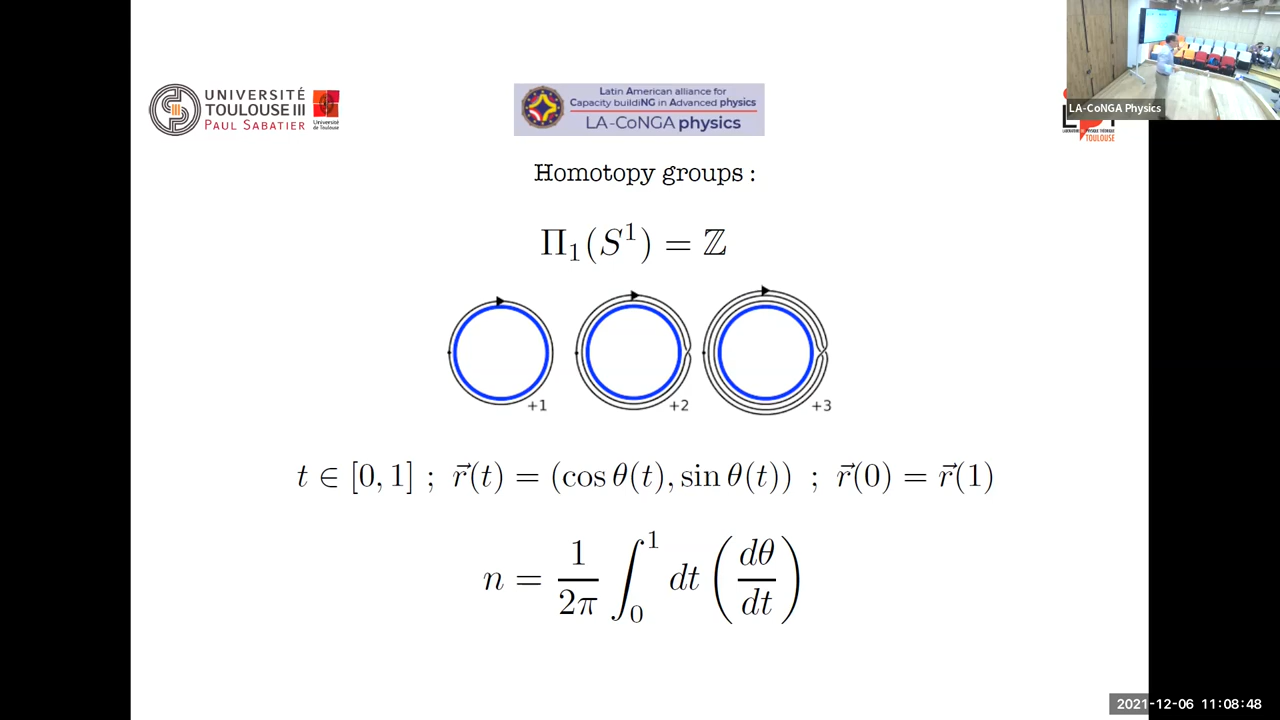 UNIVERSITÉ
TOULOUSE III
PAUL SABATIER
Université
de Toulouse
Latin American alliance for
Capacity buildiNG in Advanced physics
LA-CoNGA physics
LA-CoNGA Physics
TOULOUSE
Homotopy groups :
Π₁(S¹) = ℤ
+1 +2 +3
t ∈ [0, 1] ; r⃗(t) = (cos θ(t), sin θ(t)) ; r⃗(0) = r⃗(1)
n = 1/2π ∫₀¹ dt (dθ/dt)
2021-12-06 11:08:48